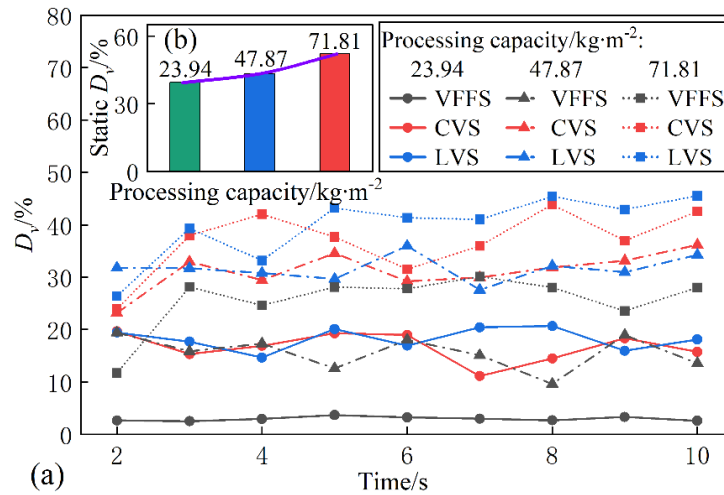 80
70
60
50
40
30
20
10
0
D_v/%
2
4
6
8
10
Time/s
(a)
(b)
60
30
0
Static D_v/%
23.94
47.87
71.81
Processing capacity/kg·m⁻²
Processing capacity/kg·m⁻²:
23.94 47.87 71.81
VFFS VFFS VFFS
CVS CVS CVS
LVS LVS LVS